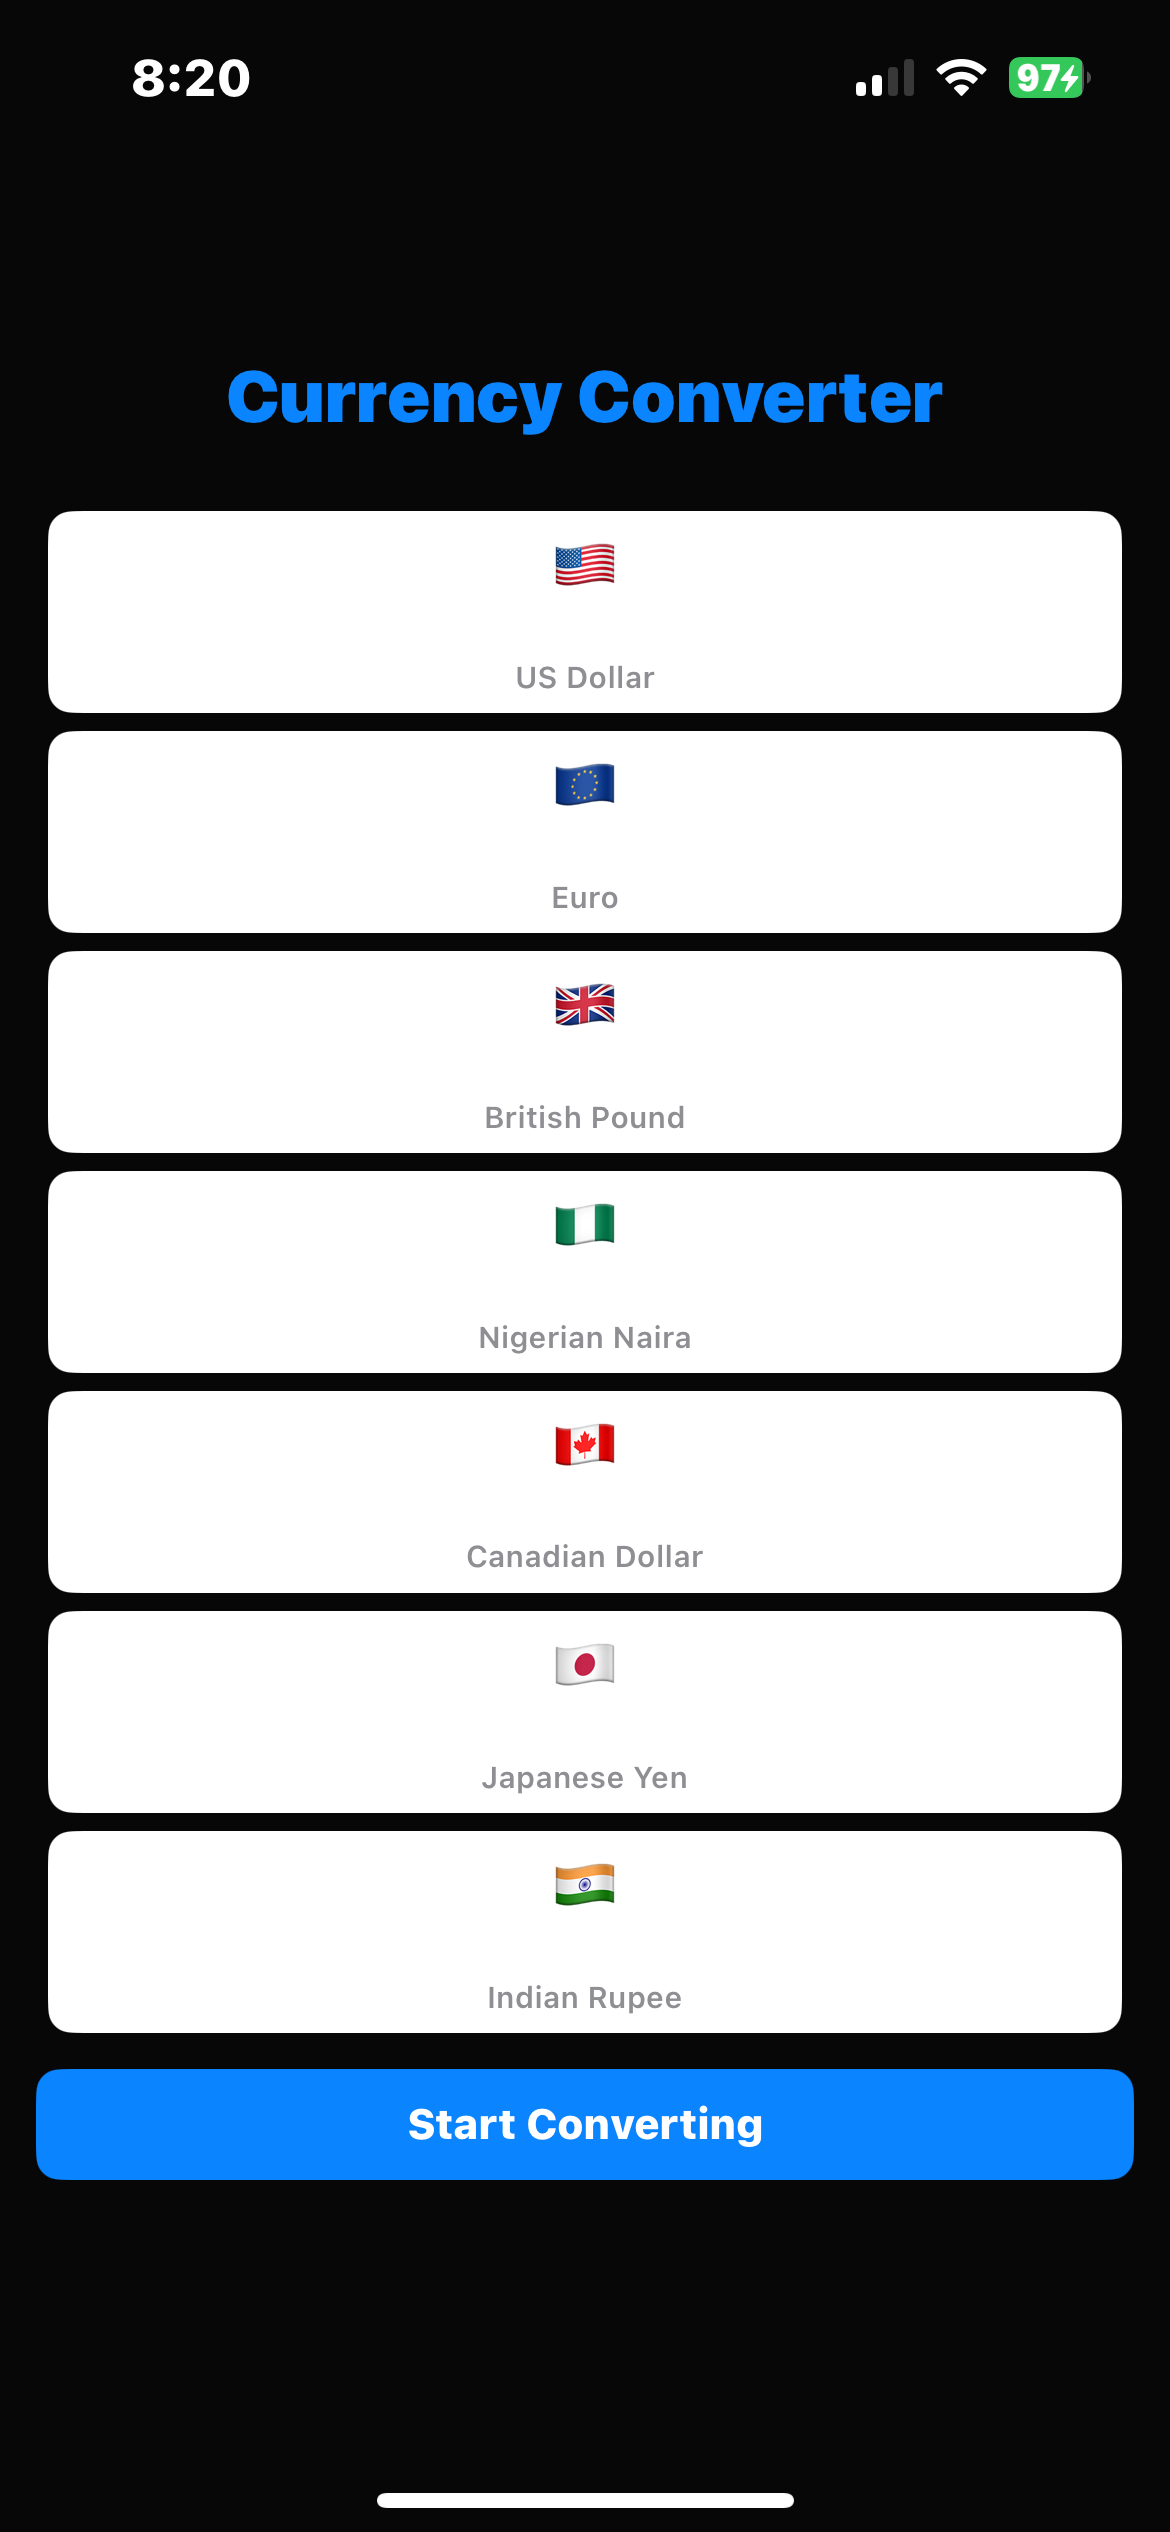 8:20
97
Currency Converter
US Dollar
Euro
British Pound
Nigerian Naira
Canadian Dollar
Japanese Yen
Indian Rupee
Start Converting